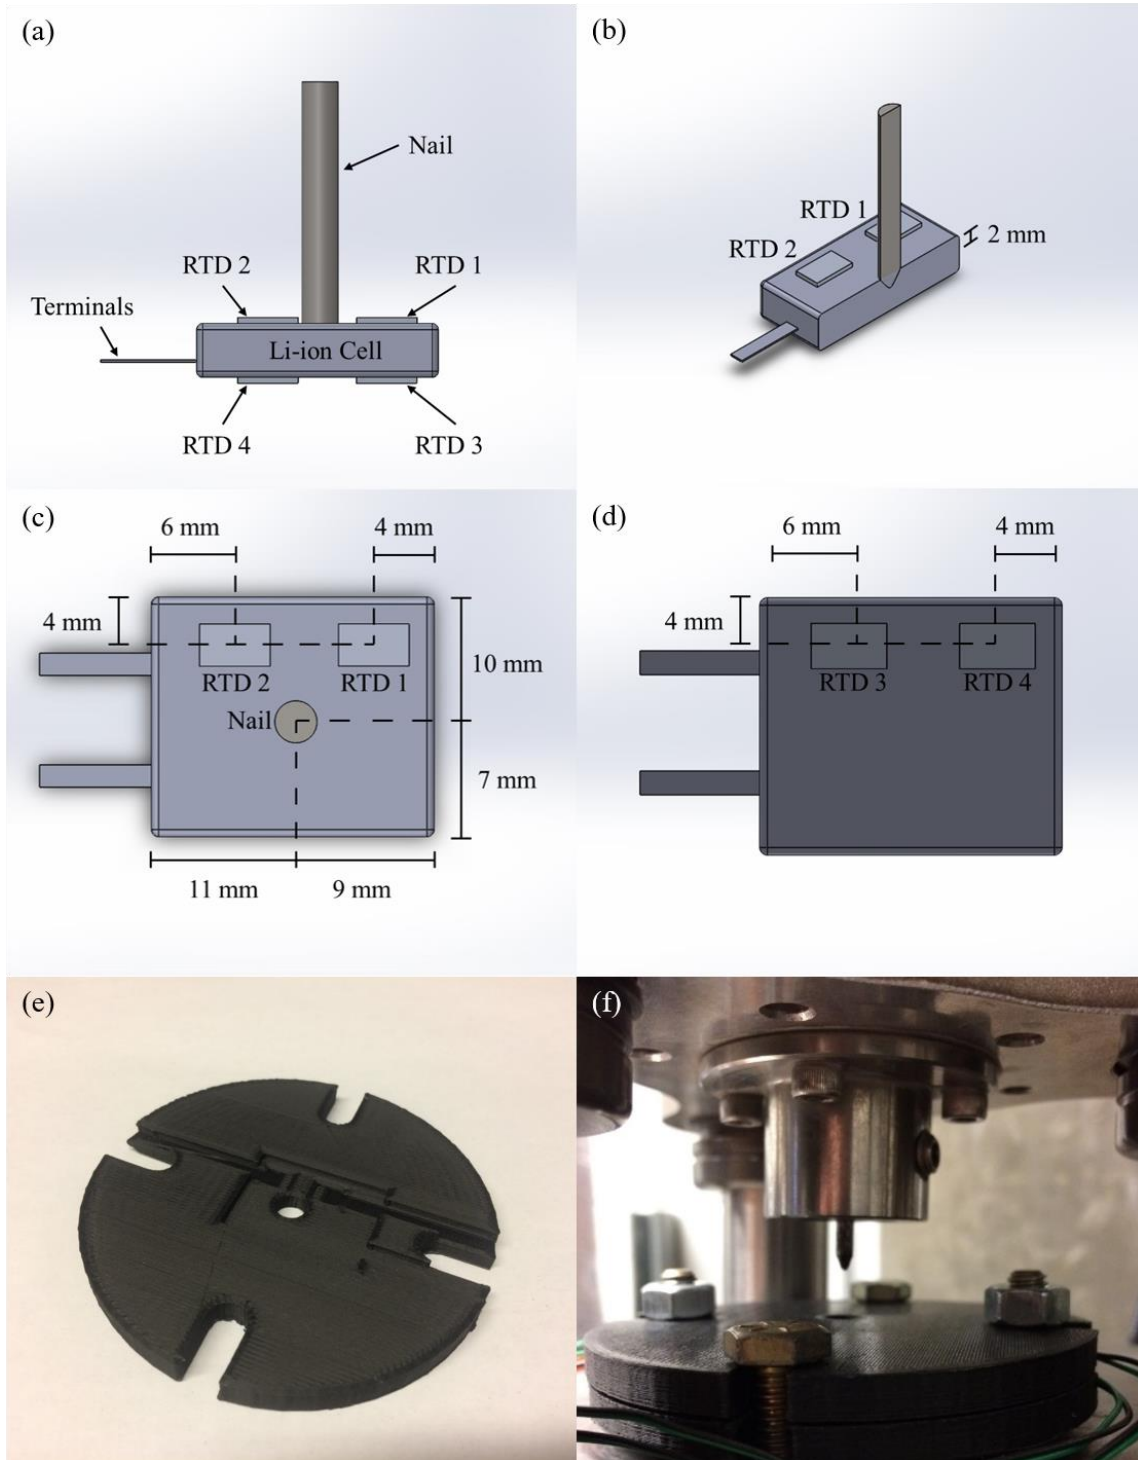 (a)
Nail
RTD 2
RTD 1
Terminals
Li-ion Cell
RTD 4
RTD 3
(b)
RTD 1
RTD 2
2 mm
(c)
6 mm
4 mm
4 mm
RTD 2
RTD 1
10 mm
Nail
7 mm
11 mm
9 mm
(d)
6 mm
4 mm
4 mm
RTD 3
RTD 4
(e)
(f)